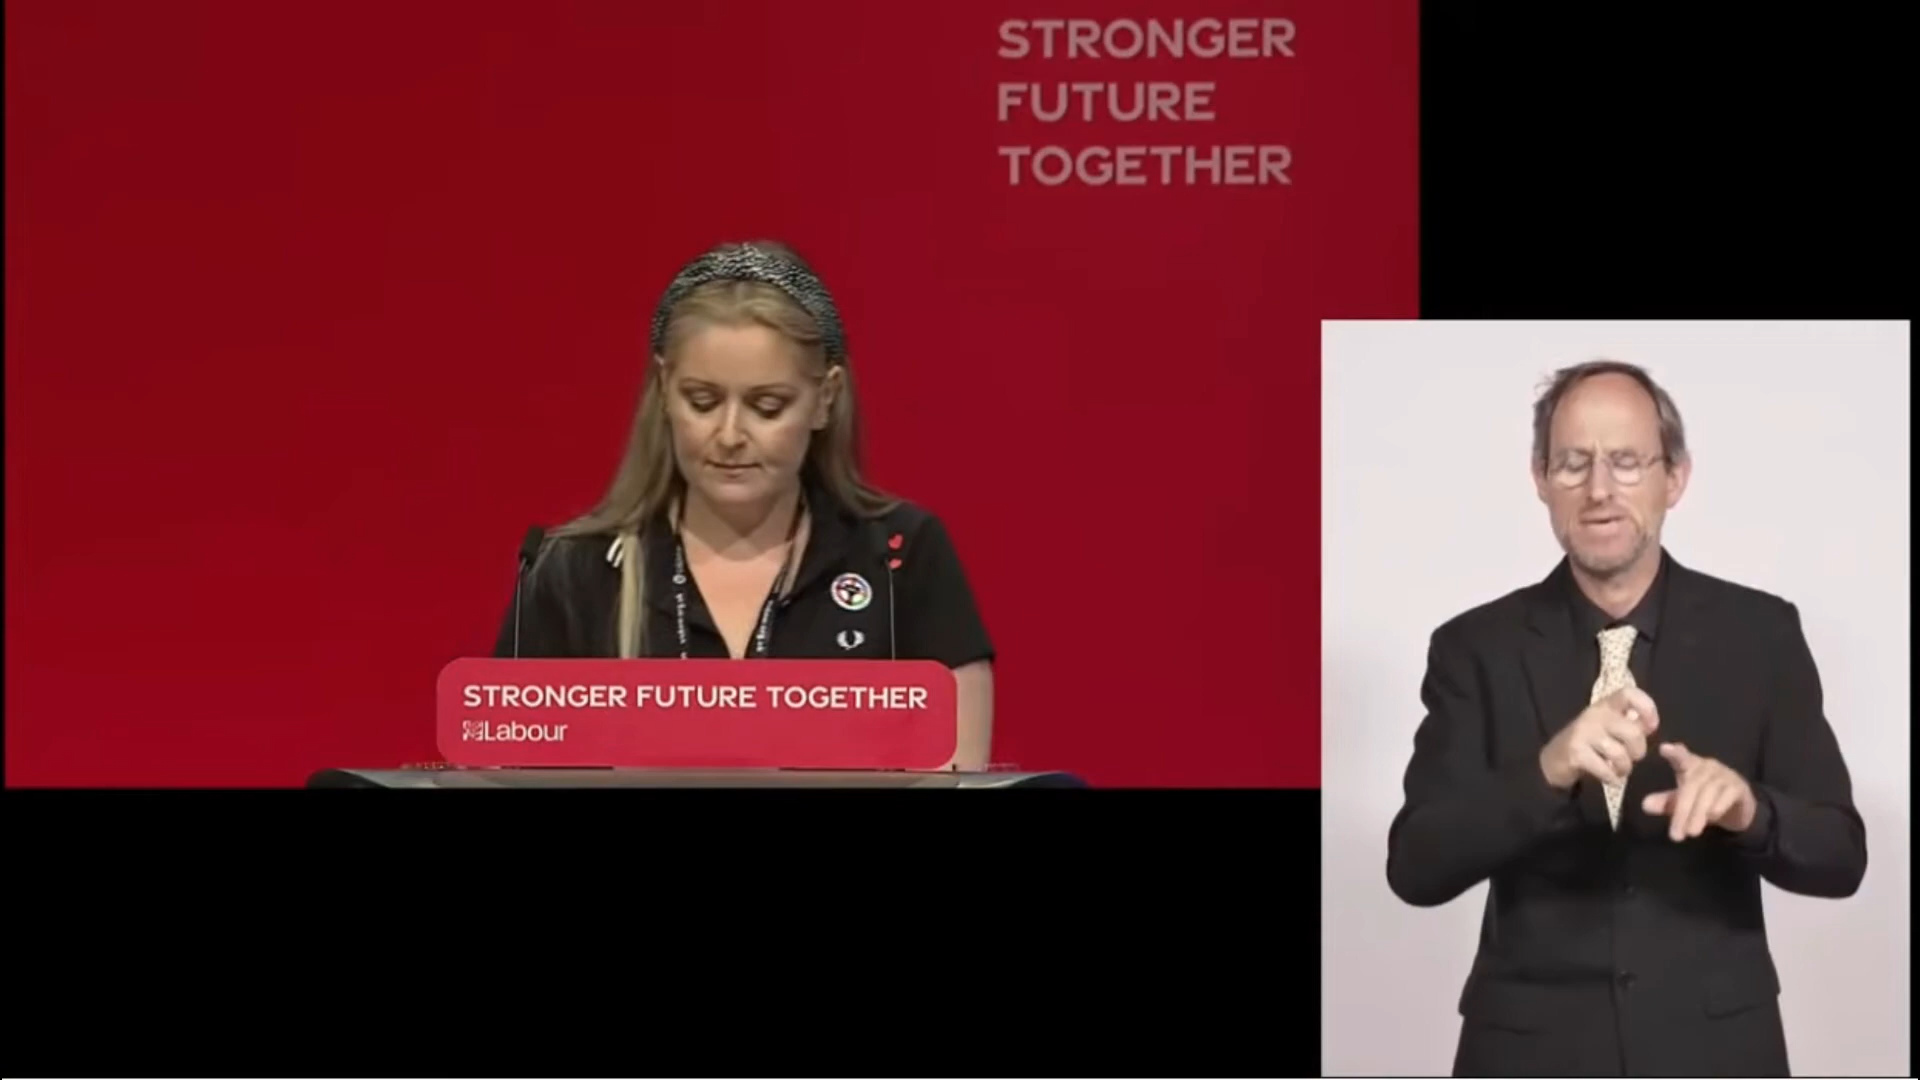 STRONGER
FUTURE
TOGETHER
STRONGER FUTURE TOGETHER
Labour